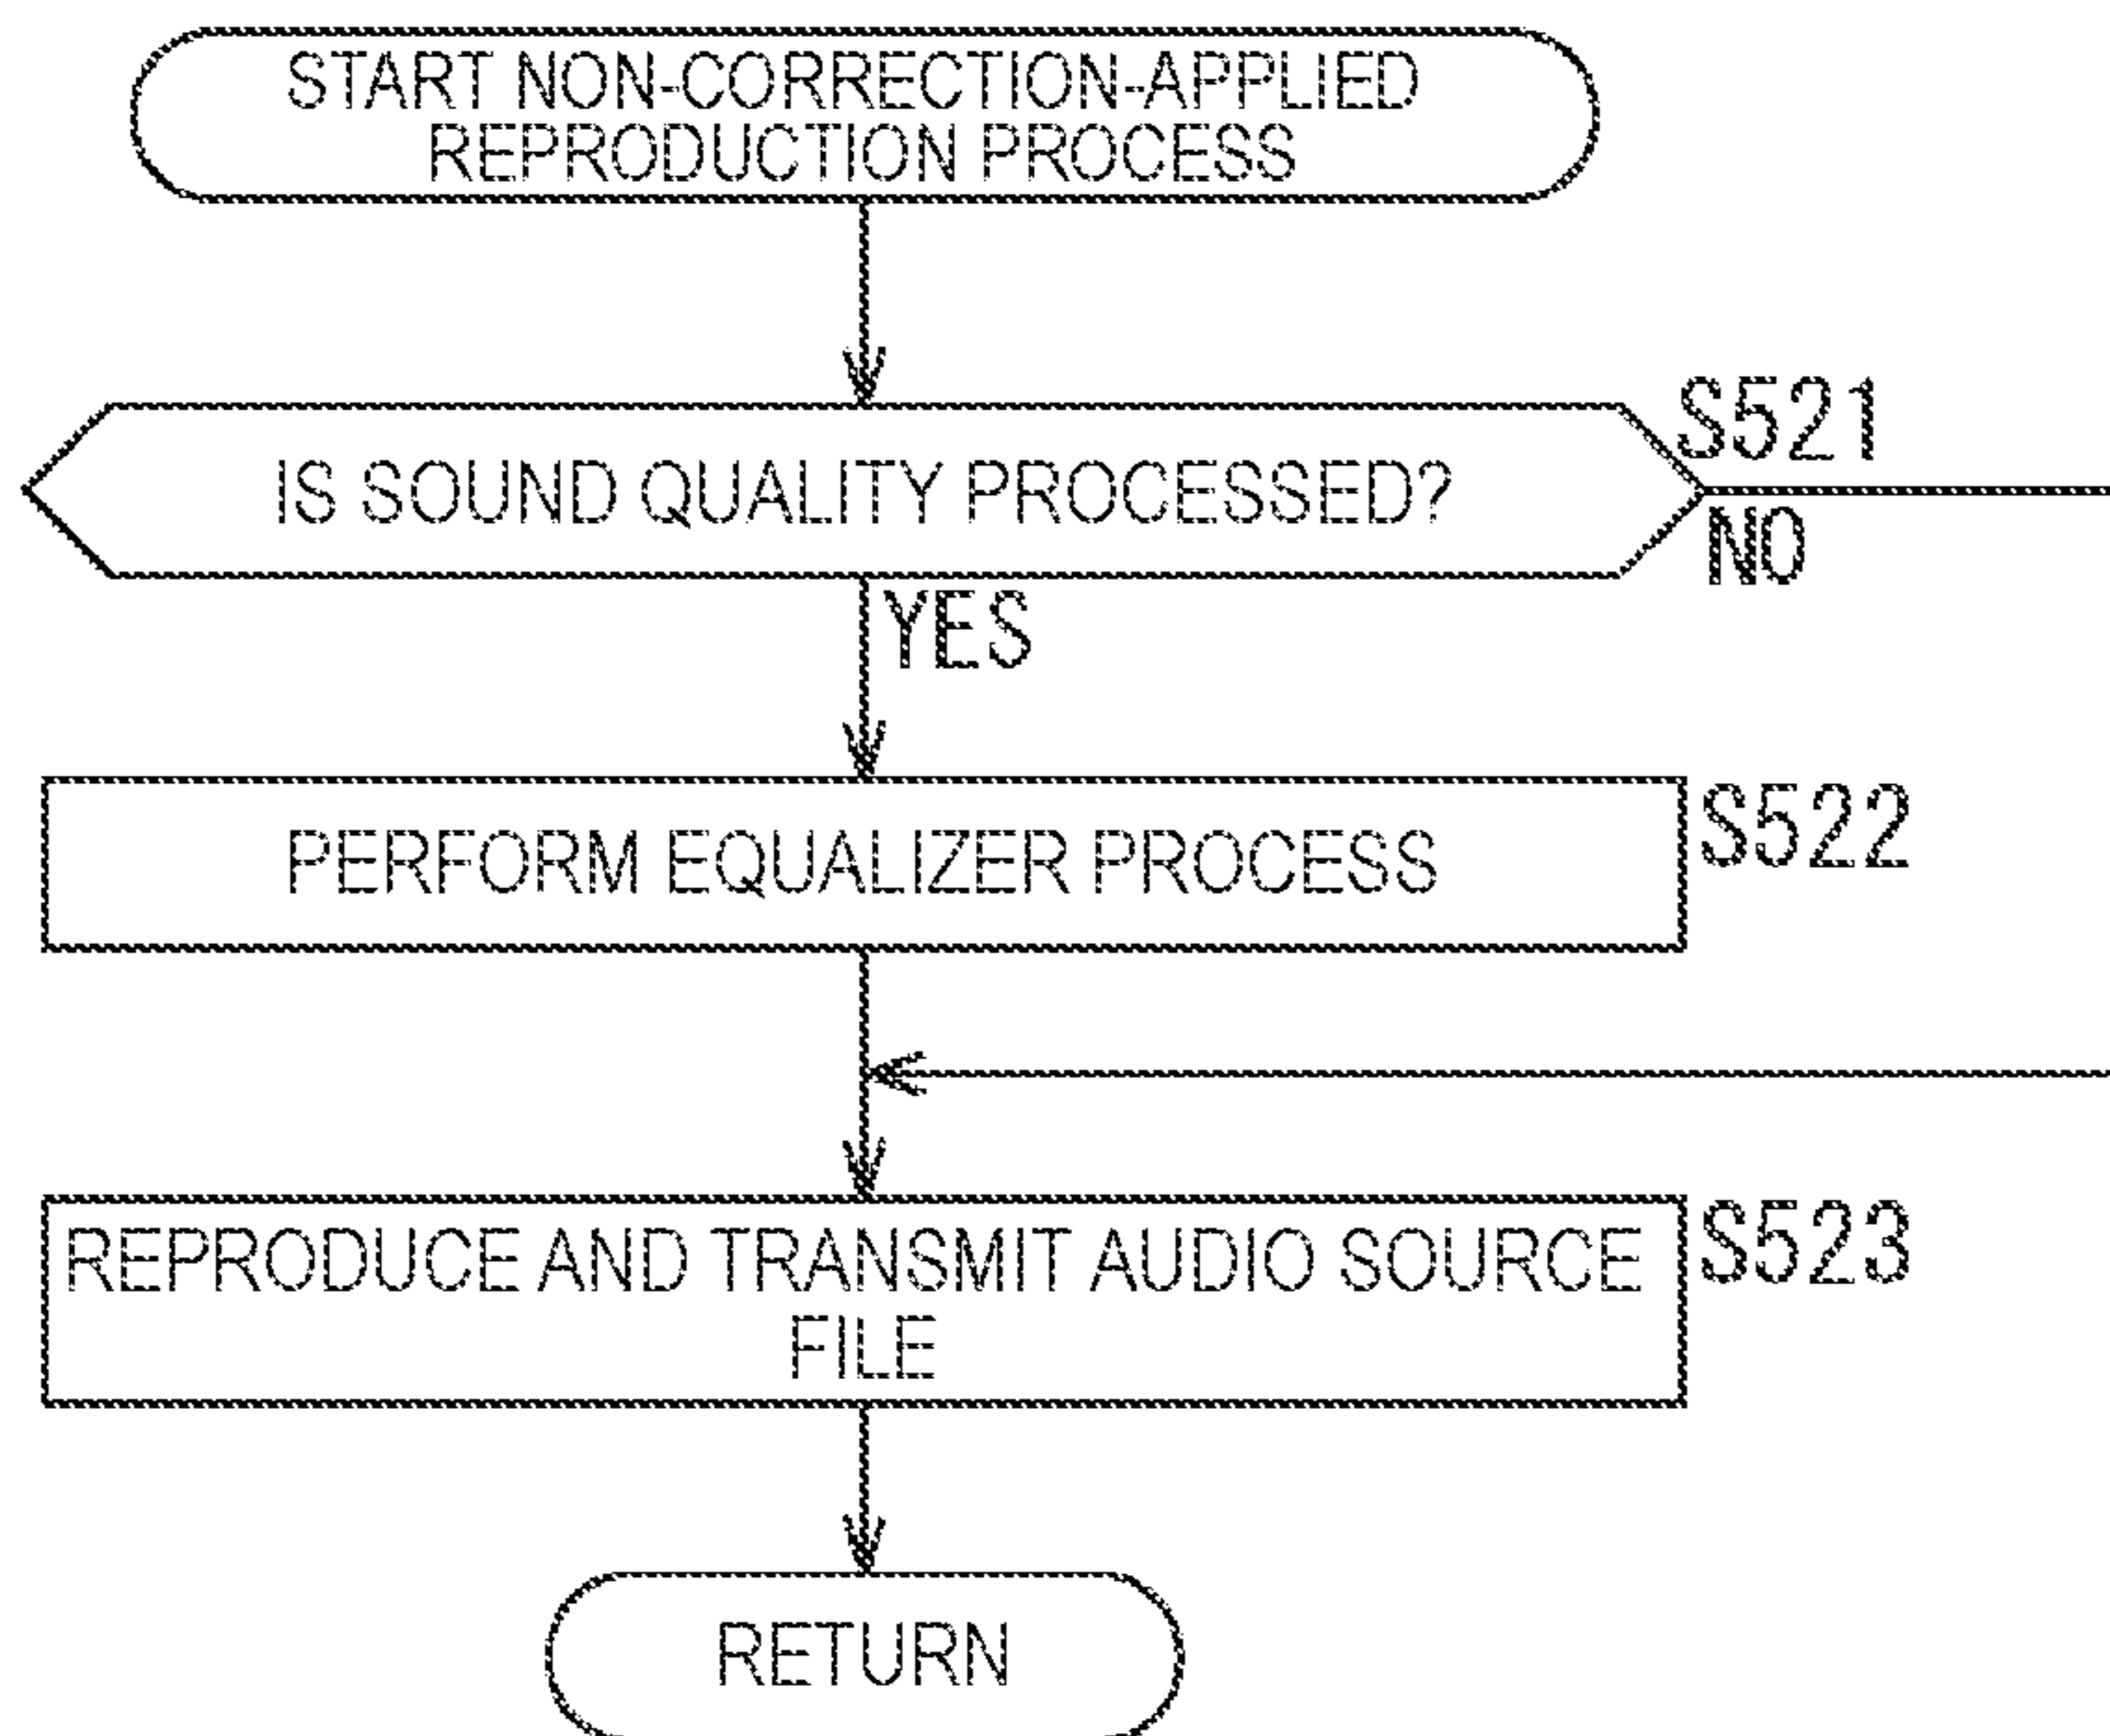 START NON-CORRECTION-APPLIED
REPRODUCTION PROCESS
IS SOUND QUALITY PROCESSED?
S521
NO
YES
PERFORM EQUALIZER PROCESS
S522
REPRODUCE AND TRANSMIT AUDIO SOURCE
FILE
S523
RETURN